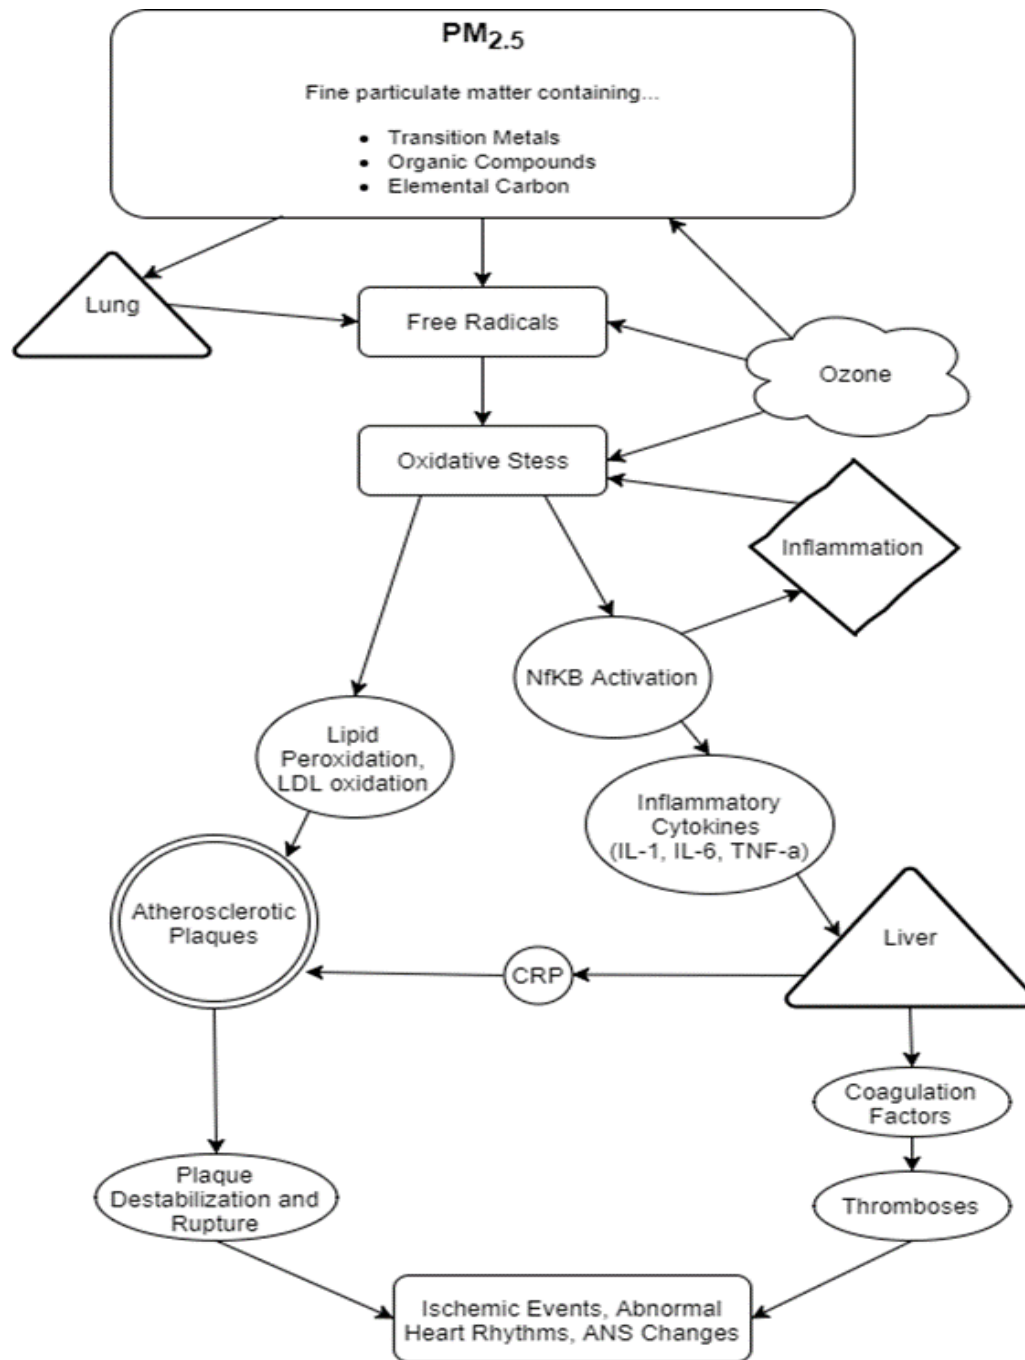 PM2.5
Fine particulate matter containing...
• Transition Metals
• Organic Compounds
• Elemental Carbon
Lung
Free Radicals
Ozone
Oxidative Stess
Inflammation
NfKB Activation
Lipid
Peroxidation,
LDL oxidation
Inflammatory
Cytokines
(IL-1, IL-6, TNF-a)
Atherosclerotic
Plaques
CRP
Liver
Coagulation
Factors
Plaque
Destabilization and
Rupture
Thromboses
Ischemic Events, Abnormal
Heart Rhythms, ANS Changes